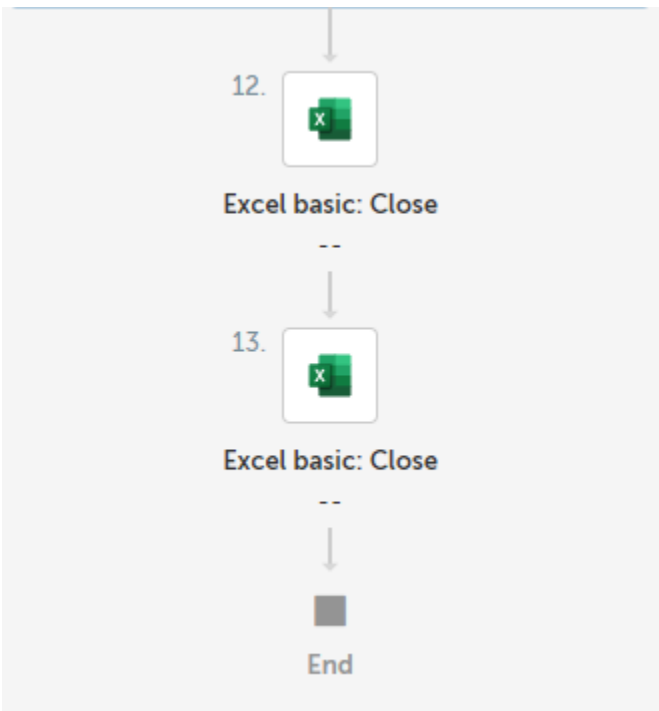 12.
X
Excel basic: Close
--
13.
X
Excel basic: Close
--
End